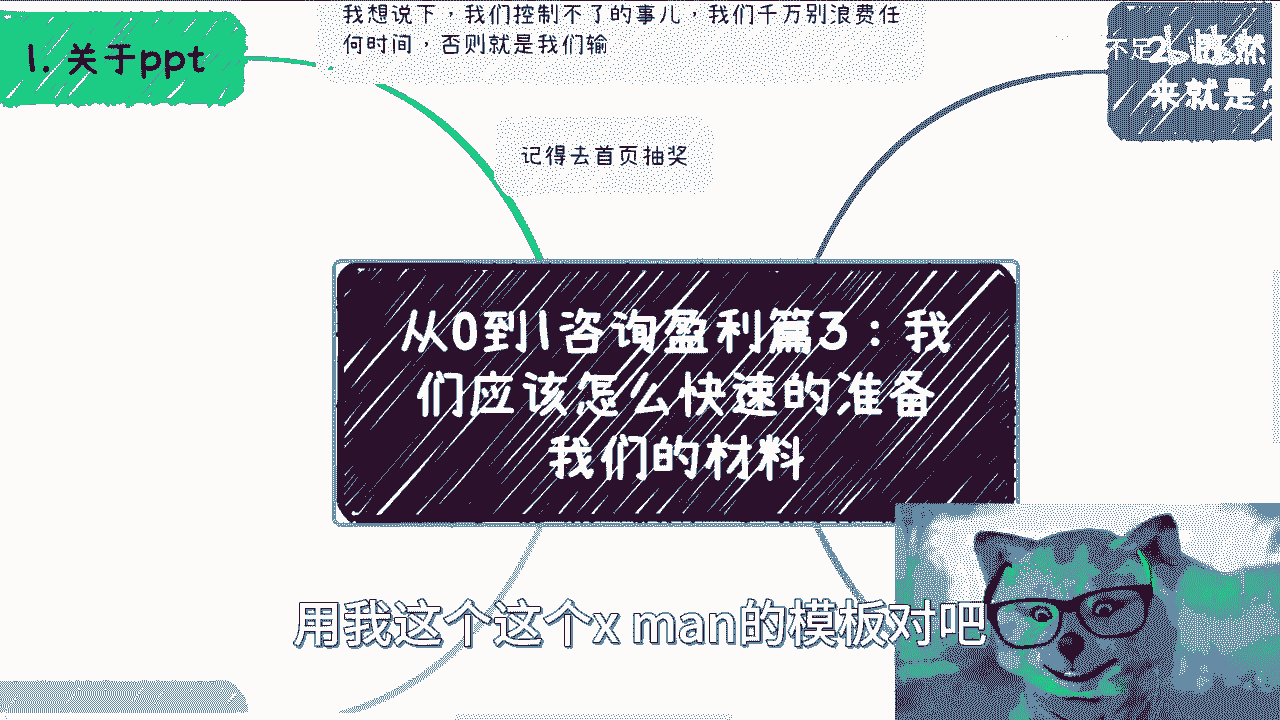 我想说下，我们控制不了的事儿，我们千万别浪费任
何时间，否则就是我们输
1. 关于ppt
不足
2. 既然
来就是
记得去首页抽奖
从0到1咨询盈利篇3：我
们应该怎么快速的准备
我们的材料
用我这个这个x man的模板对吧